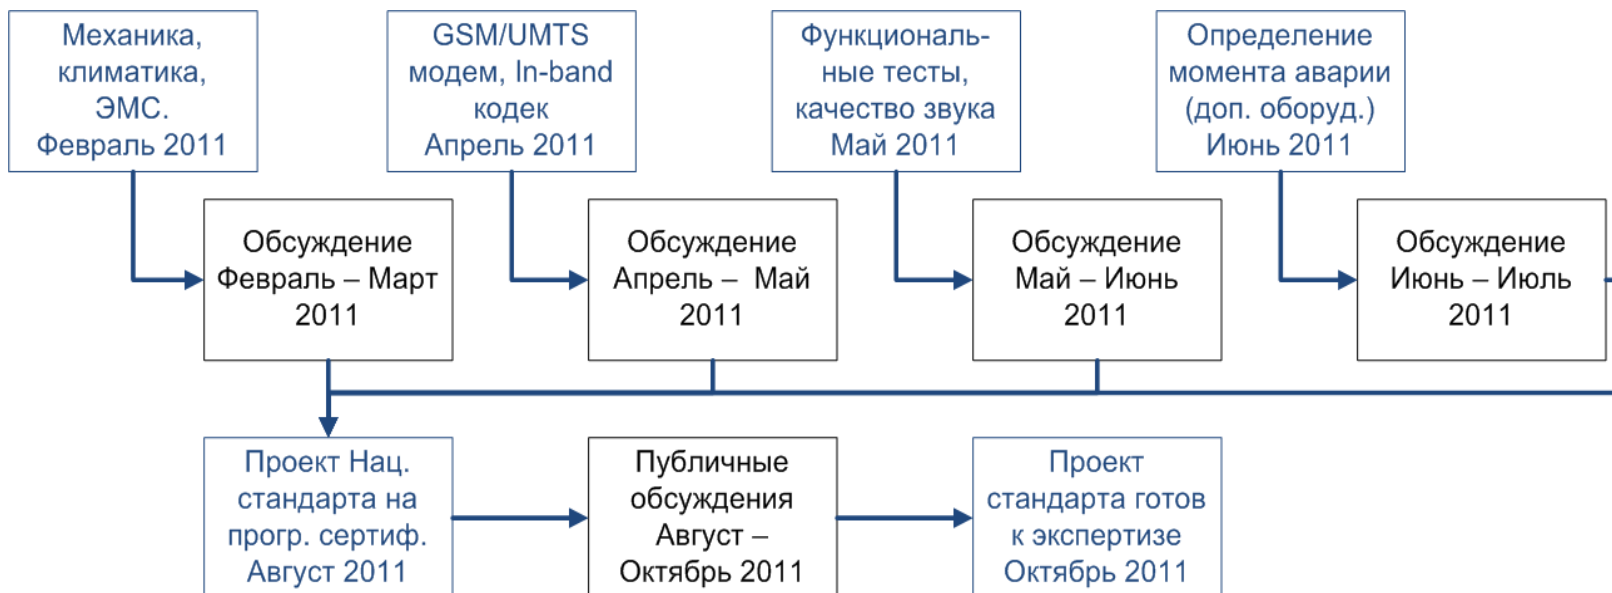 Механика,
климатика,
ЭМС.
Февраль 2011
GSM/UMTS
модем, In-band
кодек
Апрель 2011
Функциональ-
ные тесты,
качество звука
Май 2011
Определение
момента аварии
(доп. оборуд.)
Июнь 2011
Обсуждение
Февраль – Март
2011
Обсуждение
Апрель – Май
2011
Обсуждение
Май – Июнь
2011
Обсуждение
Июнь – Июль
2011
Проект Нац.
стандарта на
прогр. сертиф.
Август 2011
Публичные
обсуждения
Август –
Октябрь 2011
Проект
стандарта готов
к экспертизе
Октябрь 2011